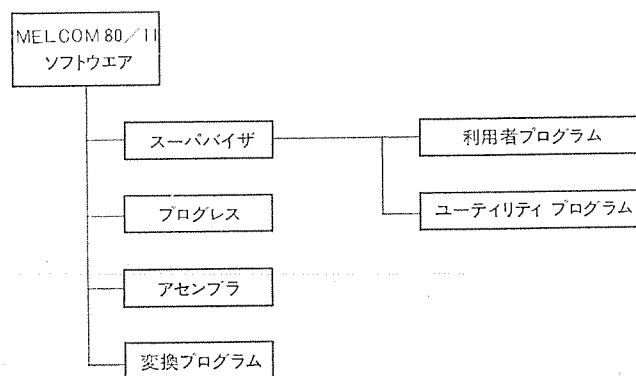 MELCOM 80／11
ソフトウエア
スーパバイザ
利用者プログラム
プログレス
ユーティリティ プログラム
アセンブラ
変換プログラム